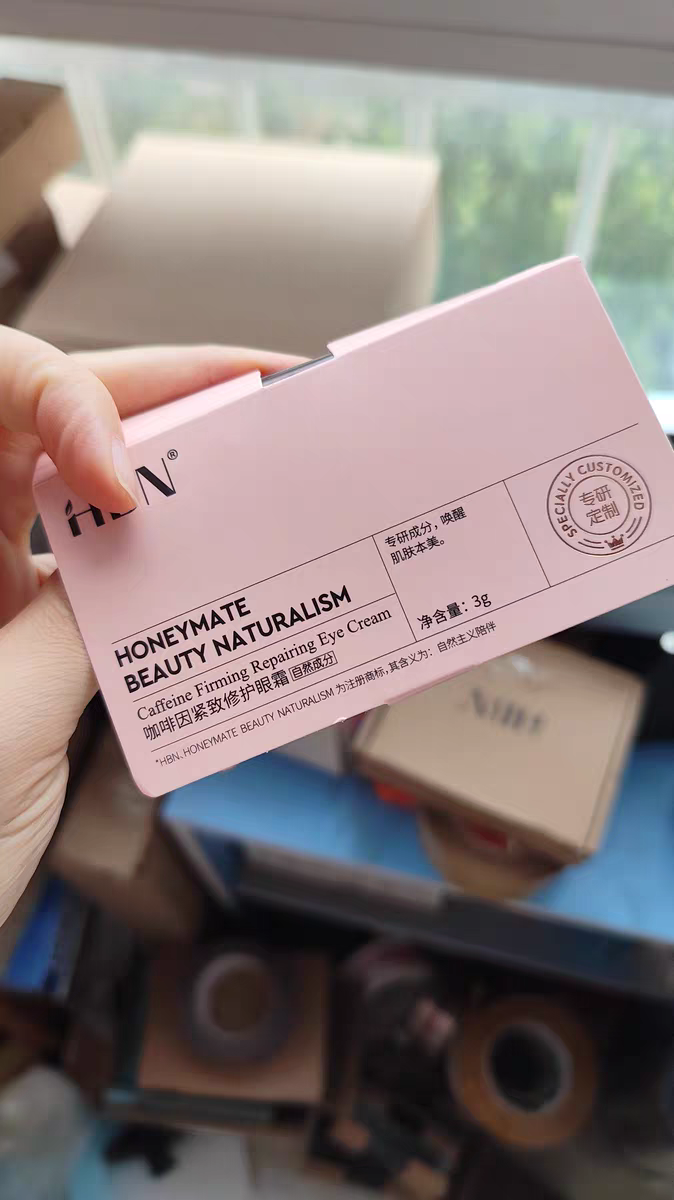 HBN®
HONEYMATE
BEAUTY NATURALISM
Caffeine Firming Repairing Eye Cream
咖啡因紧致修护眼霜 自然成分
专研成分，唤醒
肌肤本美。
净含量：3g
SPECIALLY CUSTOMIZED
专研
定制
*HBN、HONEYMATE BEAUTY NATURALISM 为注册商标，其含义为：自然主义陪伴